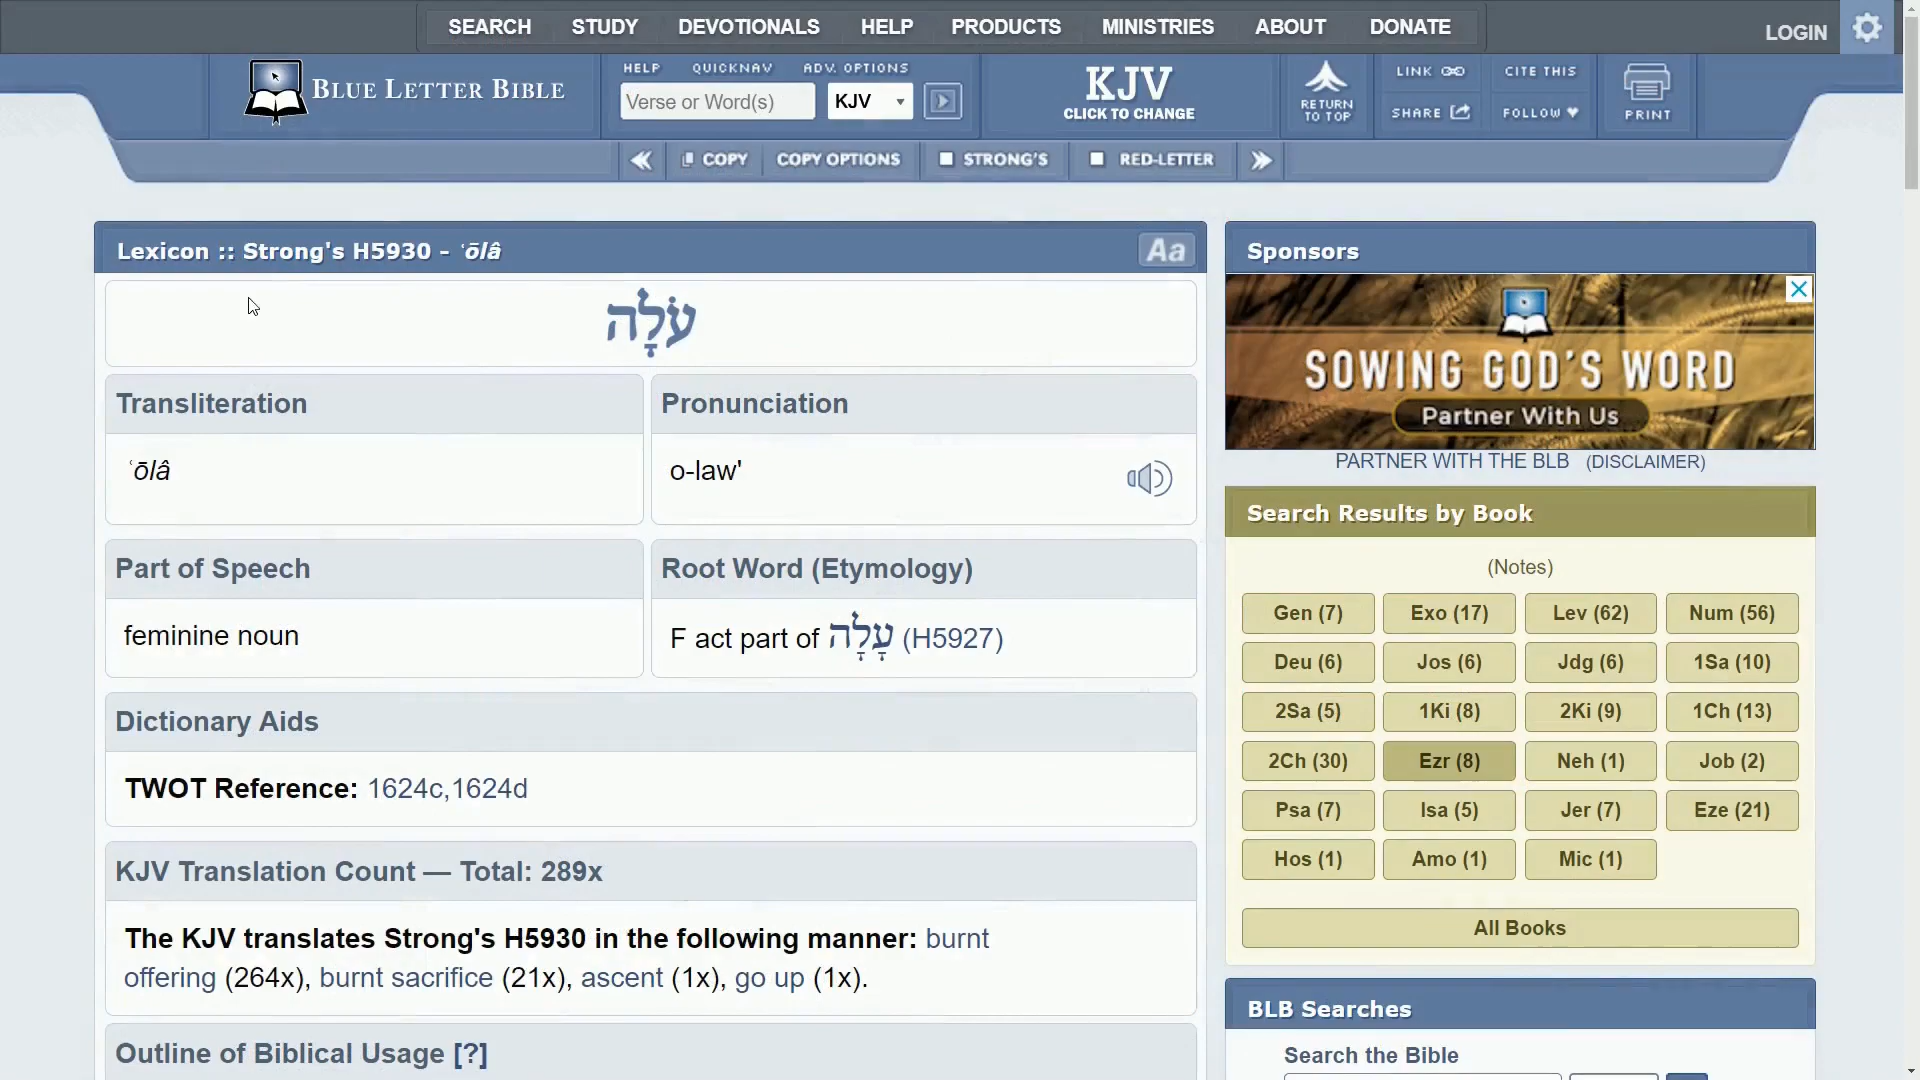 SEARCH STUDY DEVOTIONALS HELP PRODUCTS MINISTRIES ABOUT DONATE LOGIN
BLUE LETTER BIBLE
HELP QUICKNAV ADV. OPTIONS
Verse or Word(s) KJV
KJV
CLICK TO CHANGE
RETURN
TO TOP
LINK CITE THIS
SHARE FOLLOW
PRINT
COPY COPY OPTIONS STRONG'S RED-LETTER
Lexicon :: Strong's H5930 - ʿōlâ
Aa
עֹלָה
Transliteration
ʿōlâ
Pronunciation
o-law'
Part of Speech
feminine noun
Root Word (Etymology)
F act part of עָלָה (H5927)
Dictionary Aids
TWOT Reference: 1624c,1624d
KJV Translation Count — Total: 289x
The KJV translates Strong's H5930 in the following manner: burnt
offering (264x), burnt sacrifice (21x), ascent (1x), go up (1x).
Outline of Biblical Usage [?]
Sponsors
SOWING GOD'S WORD
Partner With Us
PARTNER WITH THE BLB (DISCLAIMER)
Search Results by Book
(Notes)
Gen (7) Exo (17) Lev (62) Num (56)
Deu (6) Jos (6) Jdg (6) 1Sa (10)
2Sa (5) 1Ki (8) 2Ki (9) 1Ch (13)
2Ch (30) Ezr (8) Neh (1) Job (2)
Psa (7) Isa (5) Jer (7) Eze (21)
Hos (1) Amo (1) Mic (1)
All Books
BLB Searches
Search the Bible